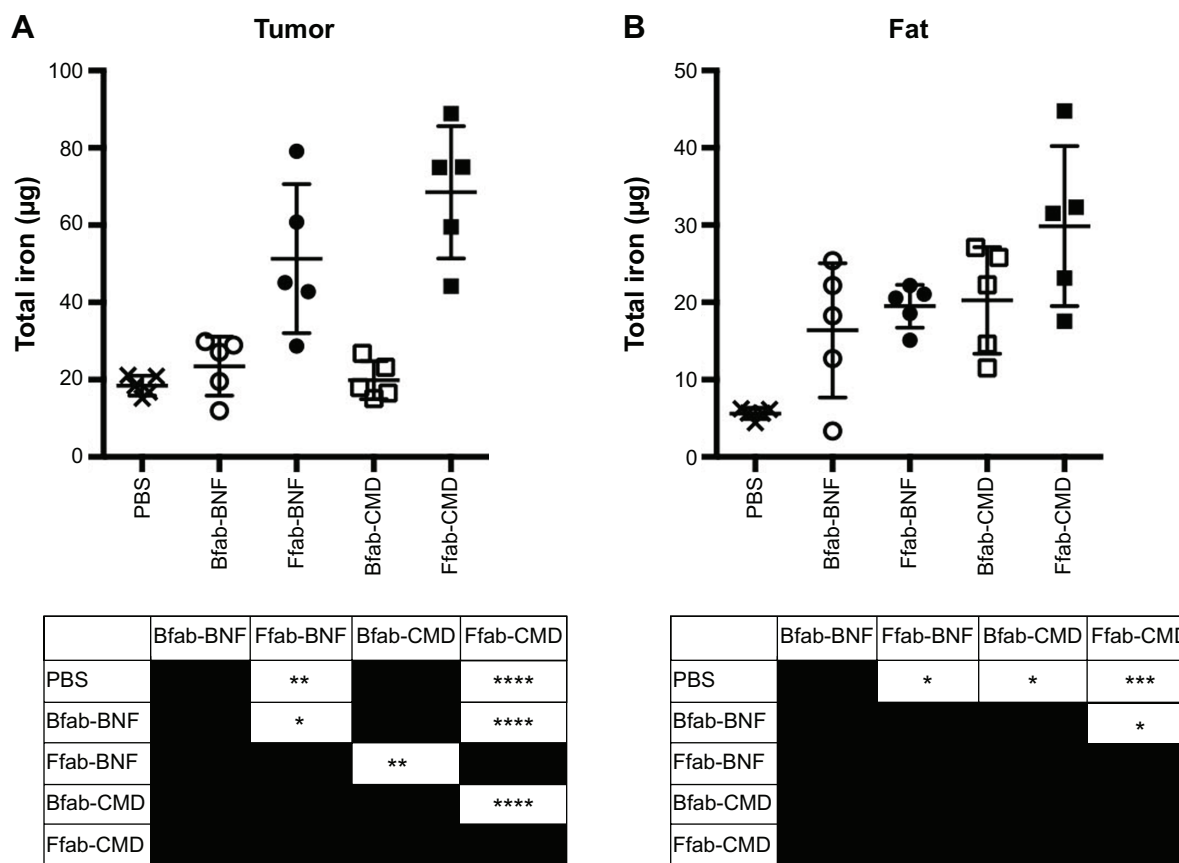 A
Tumor
Total iron (µg)
100
80
60
40
20
0
PBS
Bfab-BNF
Ffab-BNF
Bfab-CMD
Ffab-CMD
Bfab-BNF Ffab-BNF Bfab-CMD Ffab-CMD
PBS ** ****
Bfab-BNF * ****
Ffab-BNF **
Bfab-CMD ****
Ffab-CMD
B
Fat
Total iron (µg)
50
40
30
20
10
0
PBS
Bfab-BNF
Ffab-BNF
Bfab-CMD
Ffab-CMD
Bfab-BNF Ffab-BNF Bfab-CMD Ffab-CMD
PBS * * ***
Bfab-BNF *
Ffab-BNF
Bfab-CMD
Ffab-CMD